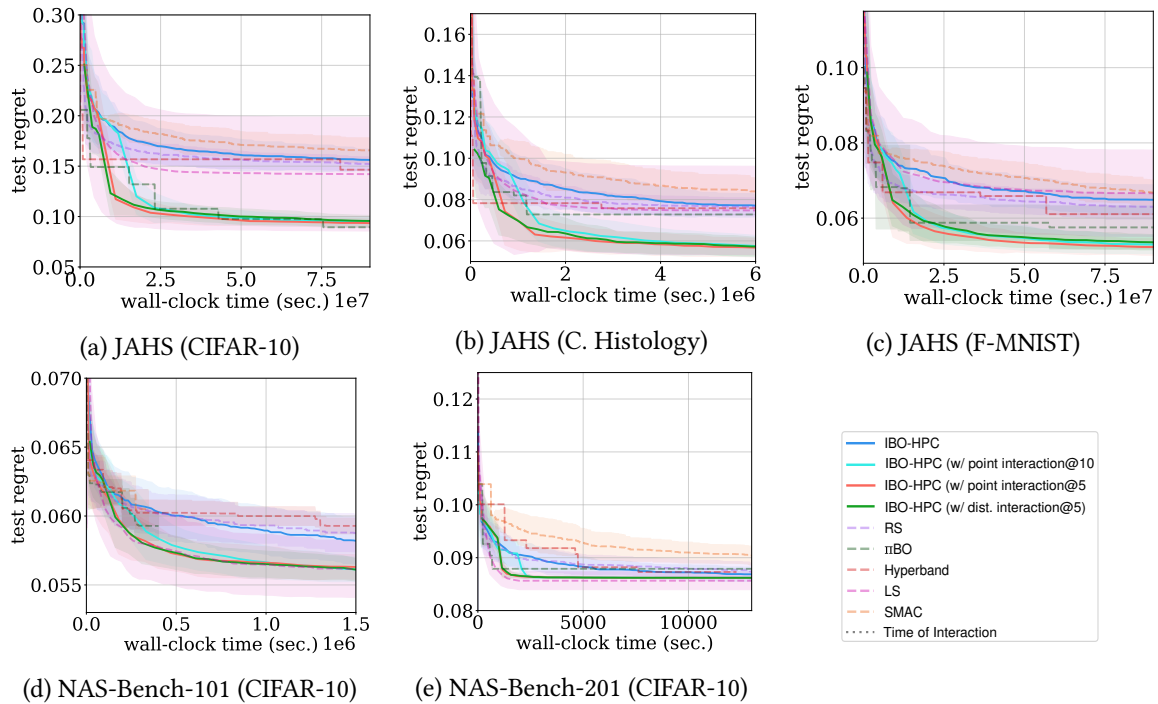 0.30
0.25
0.20
0.15
0.10
0.05
test regret
0.0
2.5
5.0
7.5
wall-clock time (sec.) 1e7
(a) JAHS (CIFAR-10)
0.16
0.14
0.12
0.10
0.08
0.06
test regret
0
2
4
6
wall-clock time (sec.) 1e6
(b) JAHS (C. Histology)
0.10
0.08
0.06
test regret
0.0
2.5
5.0
7.5
wall-clock time (sec.) 1e7
(c) JAHS (F-MNIST)
0.070
0.065
0.060
0.055
test regret
0.0
0.5
1.0
1.5
wall-clock time (sec.) 1e6
(d) NAS-Bench-101 (CIFAR-10)
0.12
0.11
0.10
0.09
0.08
test regret
0
5000
10000
wall-clock time (sec.)
(e) NAS-Bench-201 (CIFAR-10)
IBO-HPC
IBO-HPC (w/ point interaction@10
IBO-HPC (w/ point interaction@5
IBO-HPC (w/ dist. interaction@5)
RS
πBO
Hyperband
LS
SMAC
Time of Interaction